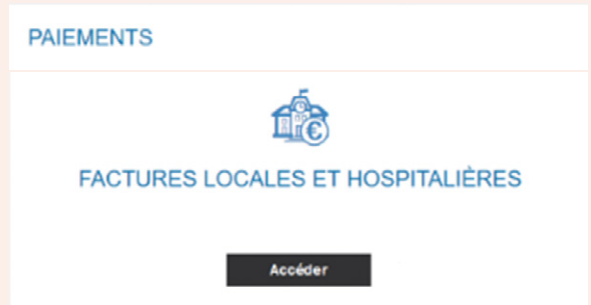 PAIEMENTS
€
FACTURES LOCALES ET HOSPITALIÈRES
Accéder